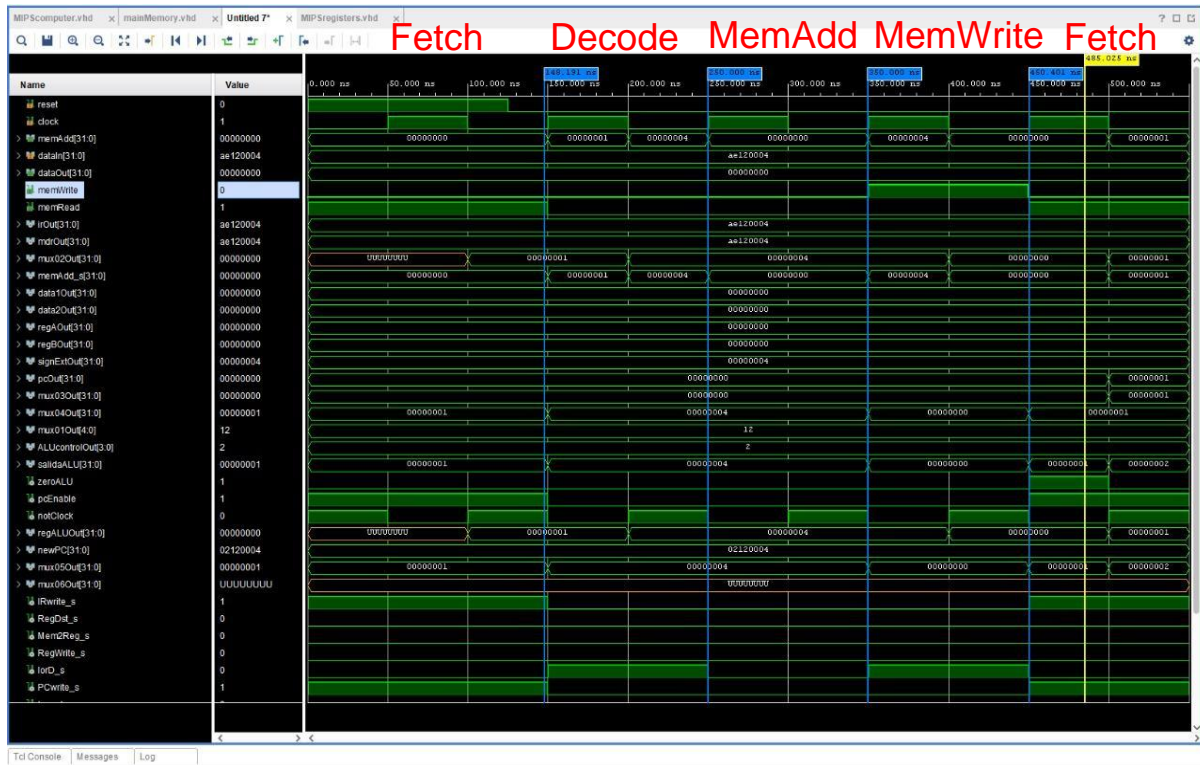 MIPScomputer.vhd × mainMemory.vhd × Untitled 7* × MIPSregisters.vhd ×
Fetch Decode MemAdd MemWrite Fetch
485.025 ns
149.191 ns 250.000 ns 350.000 ns 450.401 ns
Name Value 0.000 ns 50.000 ns 100.000 ns 150.000 ns 200.000 ns 250.000 ns 300.000 ns 350.000 ns 400.000 ns 450.000 ns 500.000 ns
reset 0
clock 1
memAdd[31:0] 00000000 00000000 00000001 00000004 00000000 00000004 00000000 00000001
dataIn[31:0] ae120004 ae120004
dataOut[31:0] 00000000 00000000
memWrite 0
memRead 1
irOut[31:0] ae120004 ae120004
mdrOut[31:0] ae120004 ae120004
mux02Out[31:0] 00000000 UUUUUUUU 00000001 00000004 00000000 00000001
memAdd_s[31:0] 00000000 00000000 00000001 00000004 00000000 00000004 00000000 00000001
data1Out[31:0] 00000000 00000000
data2Out[31:0] 00000000 00000000
regAOut[31:0] 00000000 00000000
regBOut[31:0] 00000000 00000000
signExtOut[31:0] 00000004 00000004
pcOut[31:0] 00000000 00000000 00000001
mux03Out[31:0] 00000000 00000000 00000001
mux04Out[31:0] 00000001 00000001 00000004 00000000 00000001
mux01Out[4:0] 12 12
ALUcontrolOut[3:0] 2 2
salidaALU[31:0] 00000001 00000001 00000004 00000000 00000001 00000002
zeroALU 1
pcEnable 1
notClock 0
regALUOut[31:0] 00000000 UUUUUUUU 00000001 00000004 00000000 00000001
newPC[31:0] 02120004 02120004
mux05Out[31:0] 00000001 00000001 00000004 00000000 00000001 00000002
mux06Out[31:0] UUUUUUUU UUUUUUUU
IRwrite_s 1
RegDst_s 0
Mem2Reg_s 0
RegWrite_s 0
IorD_s 0
PCwrite_s 1
Tcl Console Messages Log